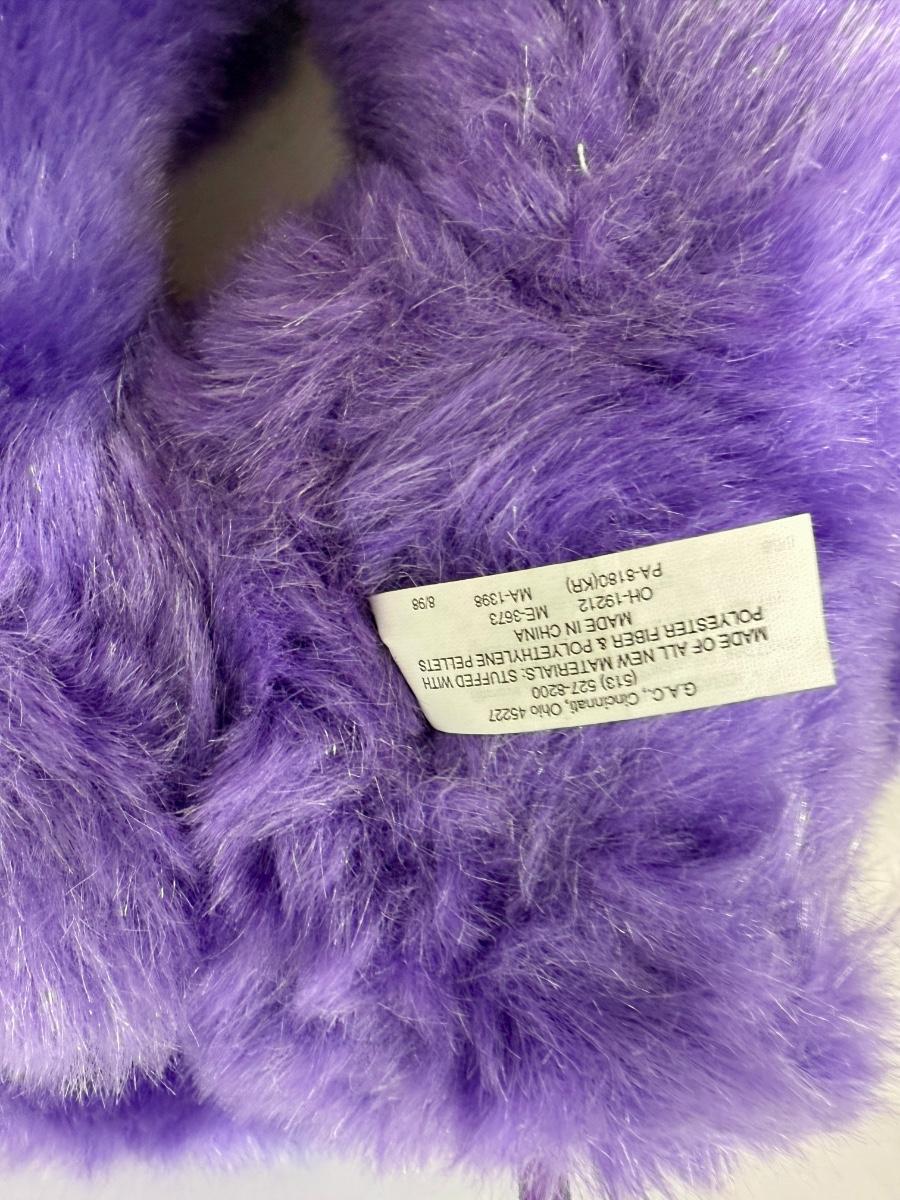 G.A.C., Cincinnati, Ohio 45227
(513) 527-8200
MADE OF ALL NEW MATERIALS: STUFFED WITH
POLYESTER FIBER & POLYETHYLENE PELLETS
MADE IN CHINA
OH-19212 ME-3673
PA-8180(KR) MA-1398 8/98